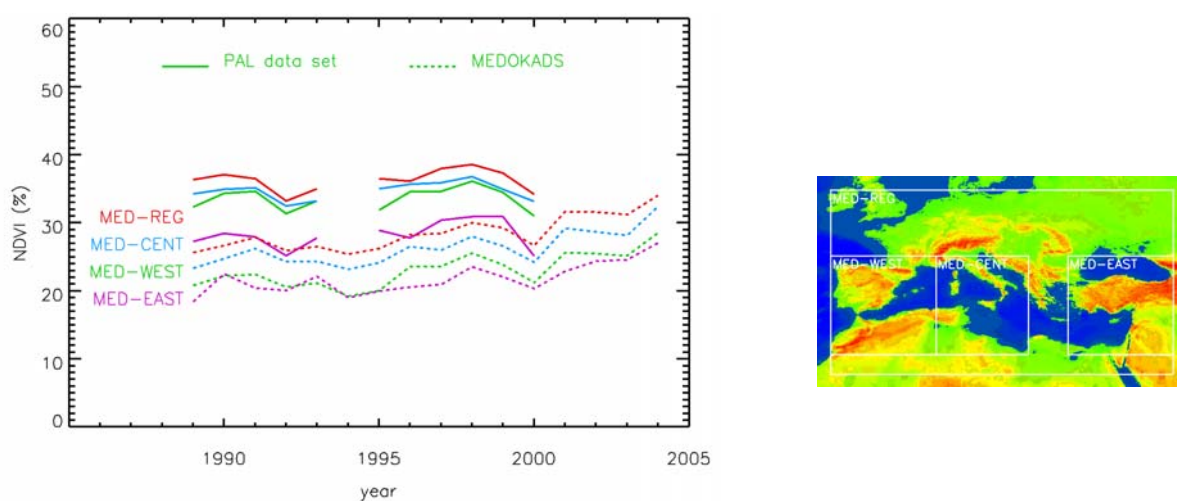 60
50
40
30
20
10
0
NDVI (%)
PAL data set
MEDOKADS
MED-REG
MED-CENT
MED-WEST
MED-EAST
1990
1995
2000
2005
year
MED-REG
MED-WEST
MED-CENT
MED-EAST